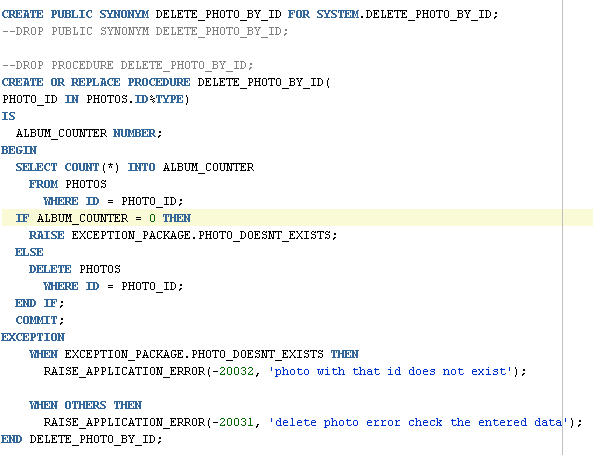 CREATE PUBLIC SYNONYM DELETE_PHOTO_BY_ID FOR SYSTEM.DELETE_PHOTO_BY_ID;
--DROP PUBLIC SYNONYM DELETE_PHOTO_BY_ID;

--DROP PROCEDURE DELETE_PHOTO_BY_ID;
CREATE OR REPLACE PROCEDURE DELETE_PHOTO_BY_ID(
PHOTO_ID IN PHOTOS.ID%TYPE)
IS
  ALBUM_COUNTER NUMBER;
BEGIN
  SELECT COUNT(*) INTO ALBUM_COUNTER
    FROM PHOTOS
      WHERE ID = PHOTO_ID;
  IF ALBUM_COUNTER = 0 THEN
    RAISE EXCEPTION_PACKAGE.PHOTO_DOESNT_EXISTS;
  ELSE
    DELETE PHOTOS
      WHERE ID = PHOTO_ID;
  END IF;
  COMMIT;
EXCEPTION
    WHEN EXCEPTION_PACKAGE.PHOTO_DOESNT_EXISTS THEN
      RAISE_APPLICATION_ERROR(-20032, 'photo with that id does not exist');

    WHEN OTHERS THEN
      RAISE_APPLICATION_ERROR(-20031, 'delete photo error check the entered data');
END DELETE_PHOTO_BY_ID;